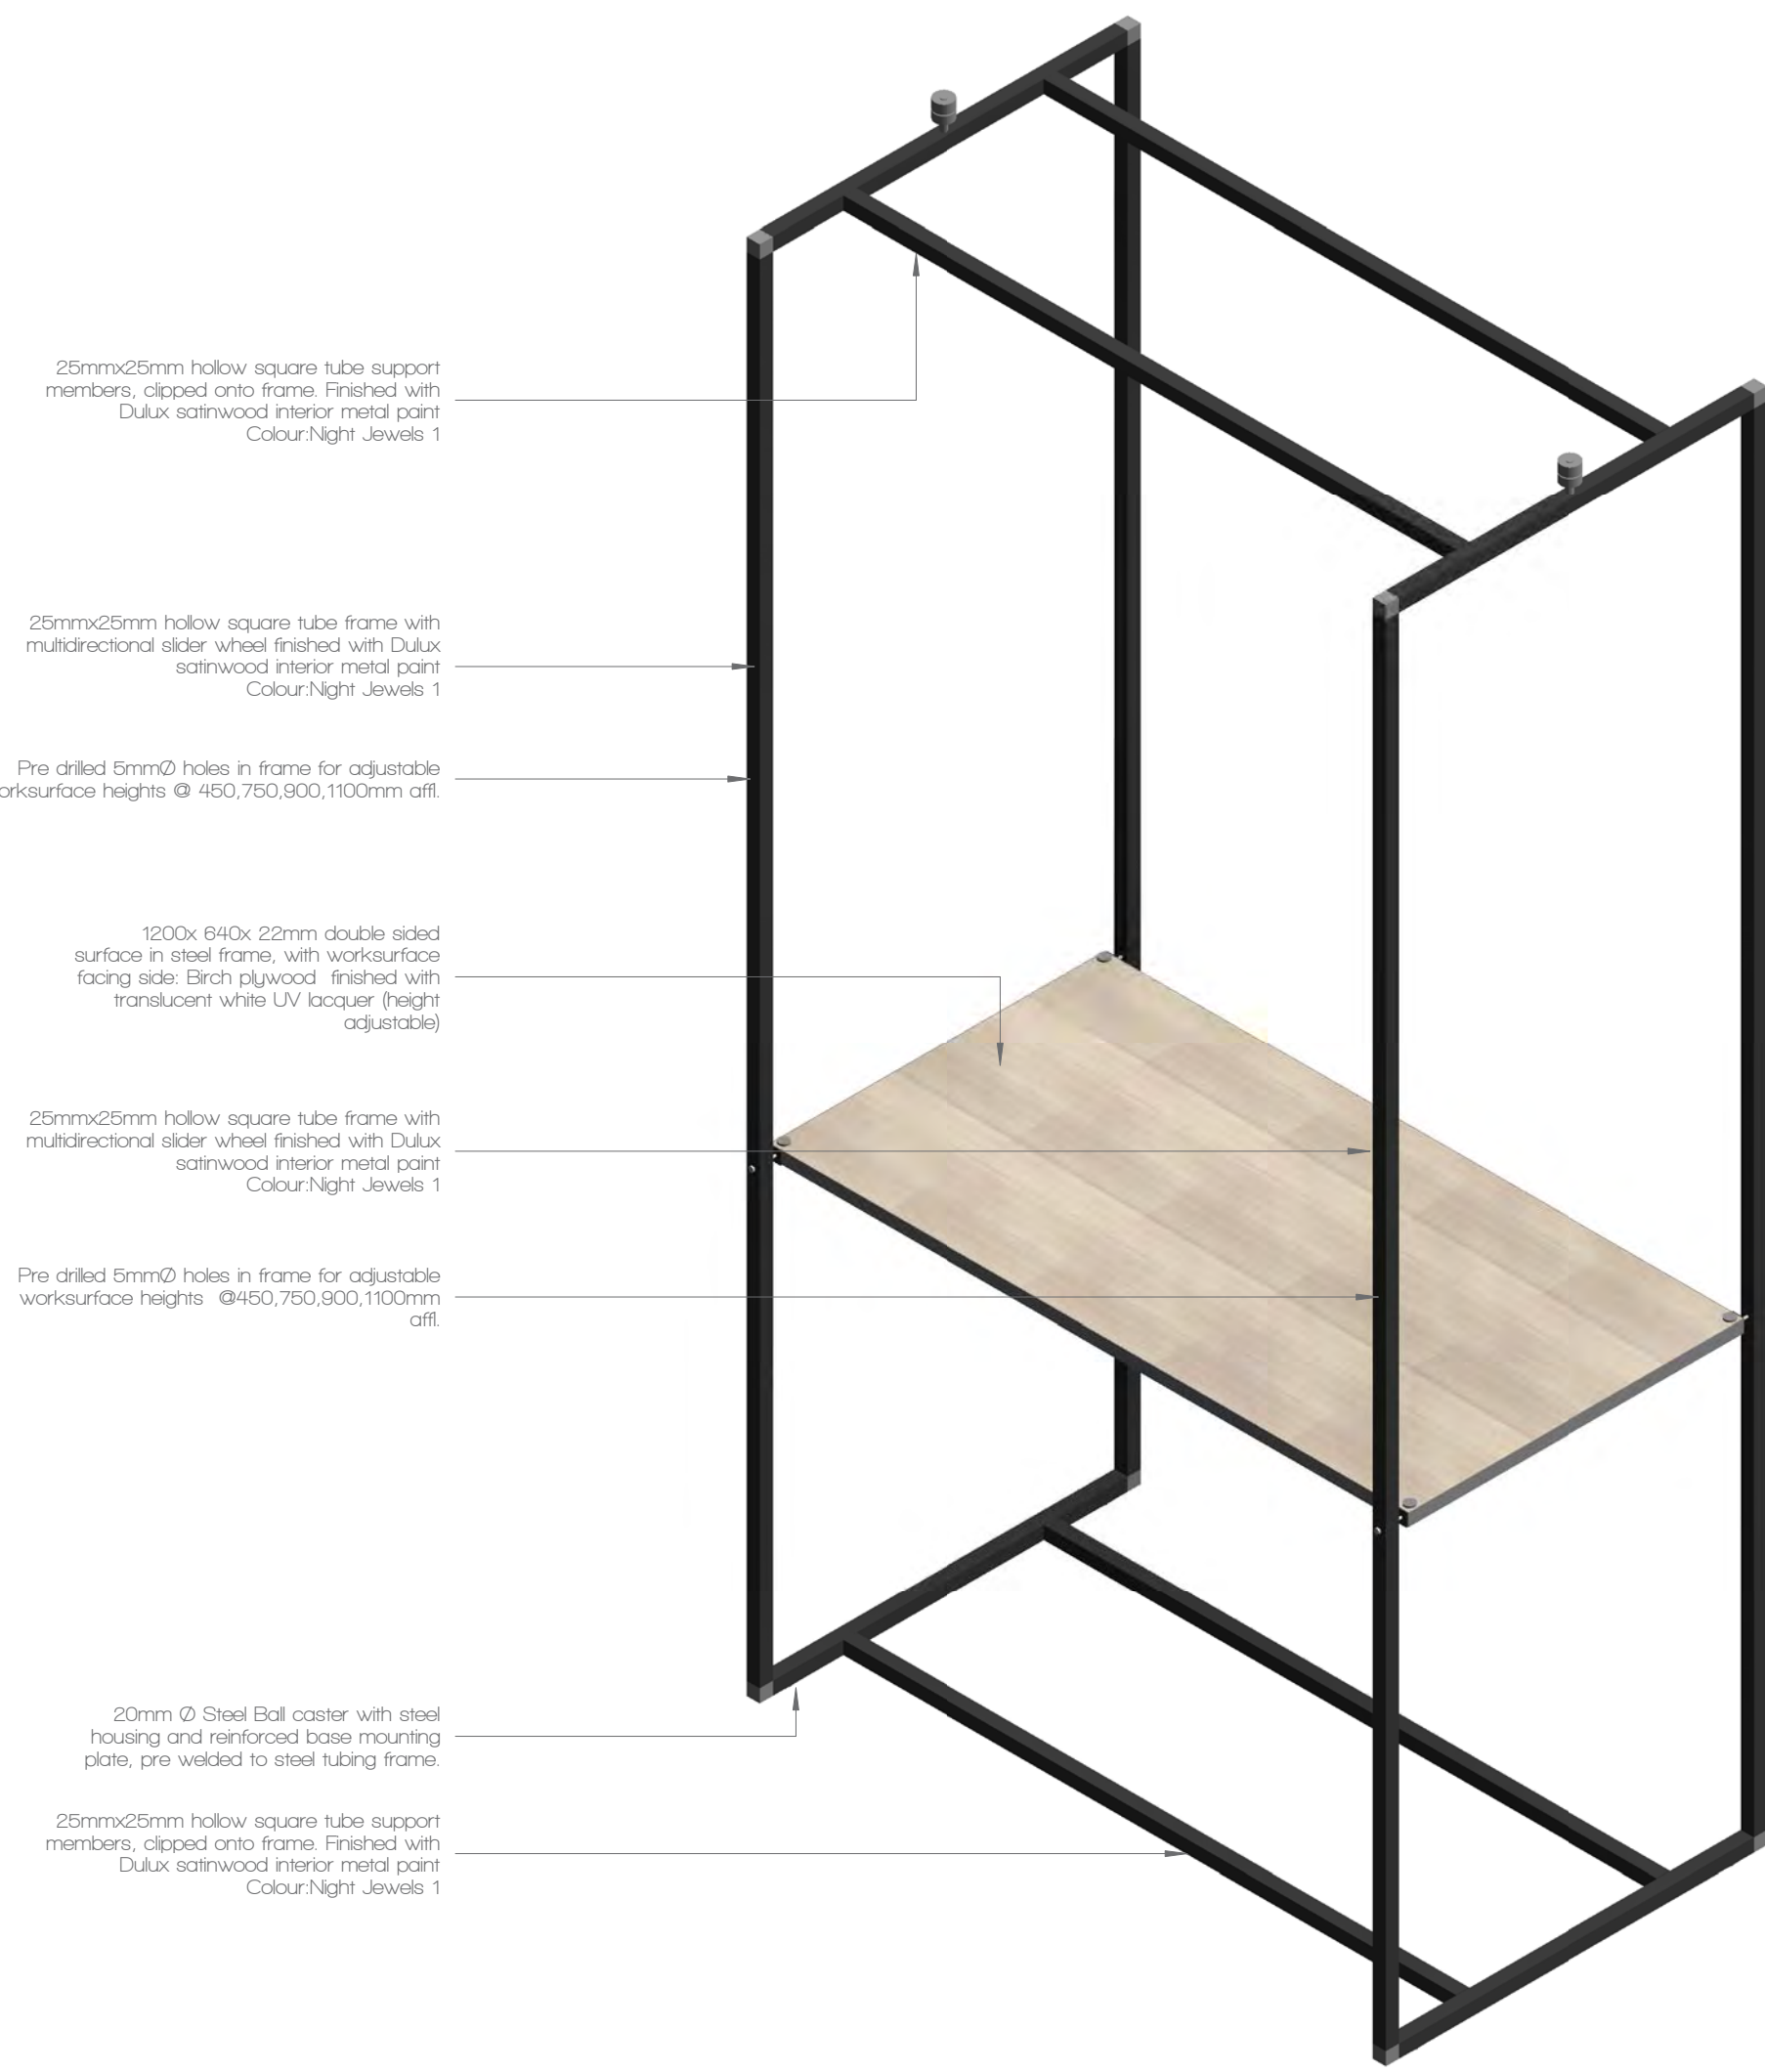 25mmx25mm hollow square tube support
members, clipped onto frame. Finished with
Dulux satinwood interior metal paint
Colour:Night Jewels 1
25mmx25mm hollow square tube frame with
multidirectional slider wheel finished with Dulux
satinwood interior metal paint
Colour:Night Jewels 1
Pre drilled 5mmØ holes in frame for adjustable
orksurface heights @ 450,750,900,1100mm affl.
1200x 640x 22mm double sided
surface in steel frame, with worksurface
facing side: Birch plywood finished with
translucent white UV lacquer (height
adjustable)
25mmx25mm hollow square tube frame with
multidirectional slider wheel finished with Dulux
satinwood interior metal paint
Colour:Night Jewels 1
Pre drilled 5mmØ holes in frame for adjustable
worksurface heights @450,750,900,1100mm
affl.
20mm Ø Steel Ball caster with steel
housing and reinforced base mounting
plate, pre welded to steel tubing frame.
25mmx25mm hollow square tube support
members, clipped onto frame. Finished with
Dulux satinwood interior metal paint
Colour:Night Jewels 1